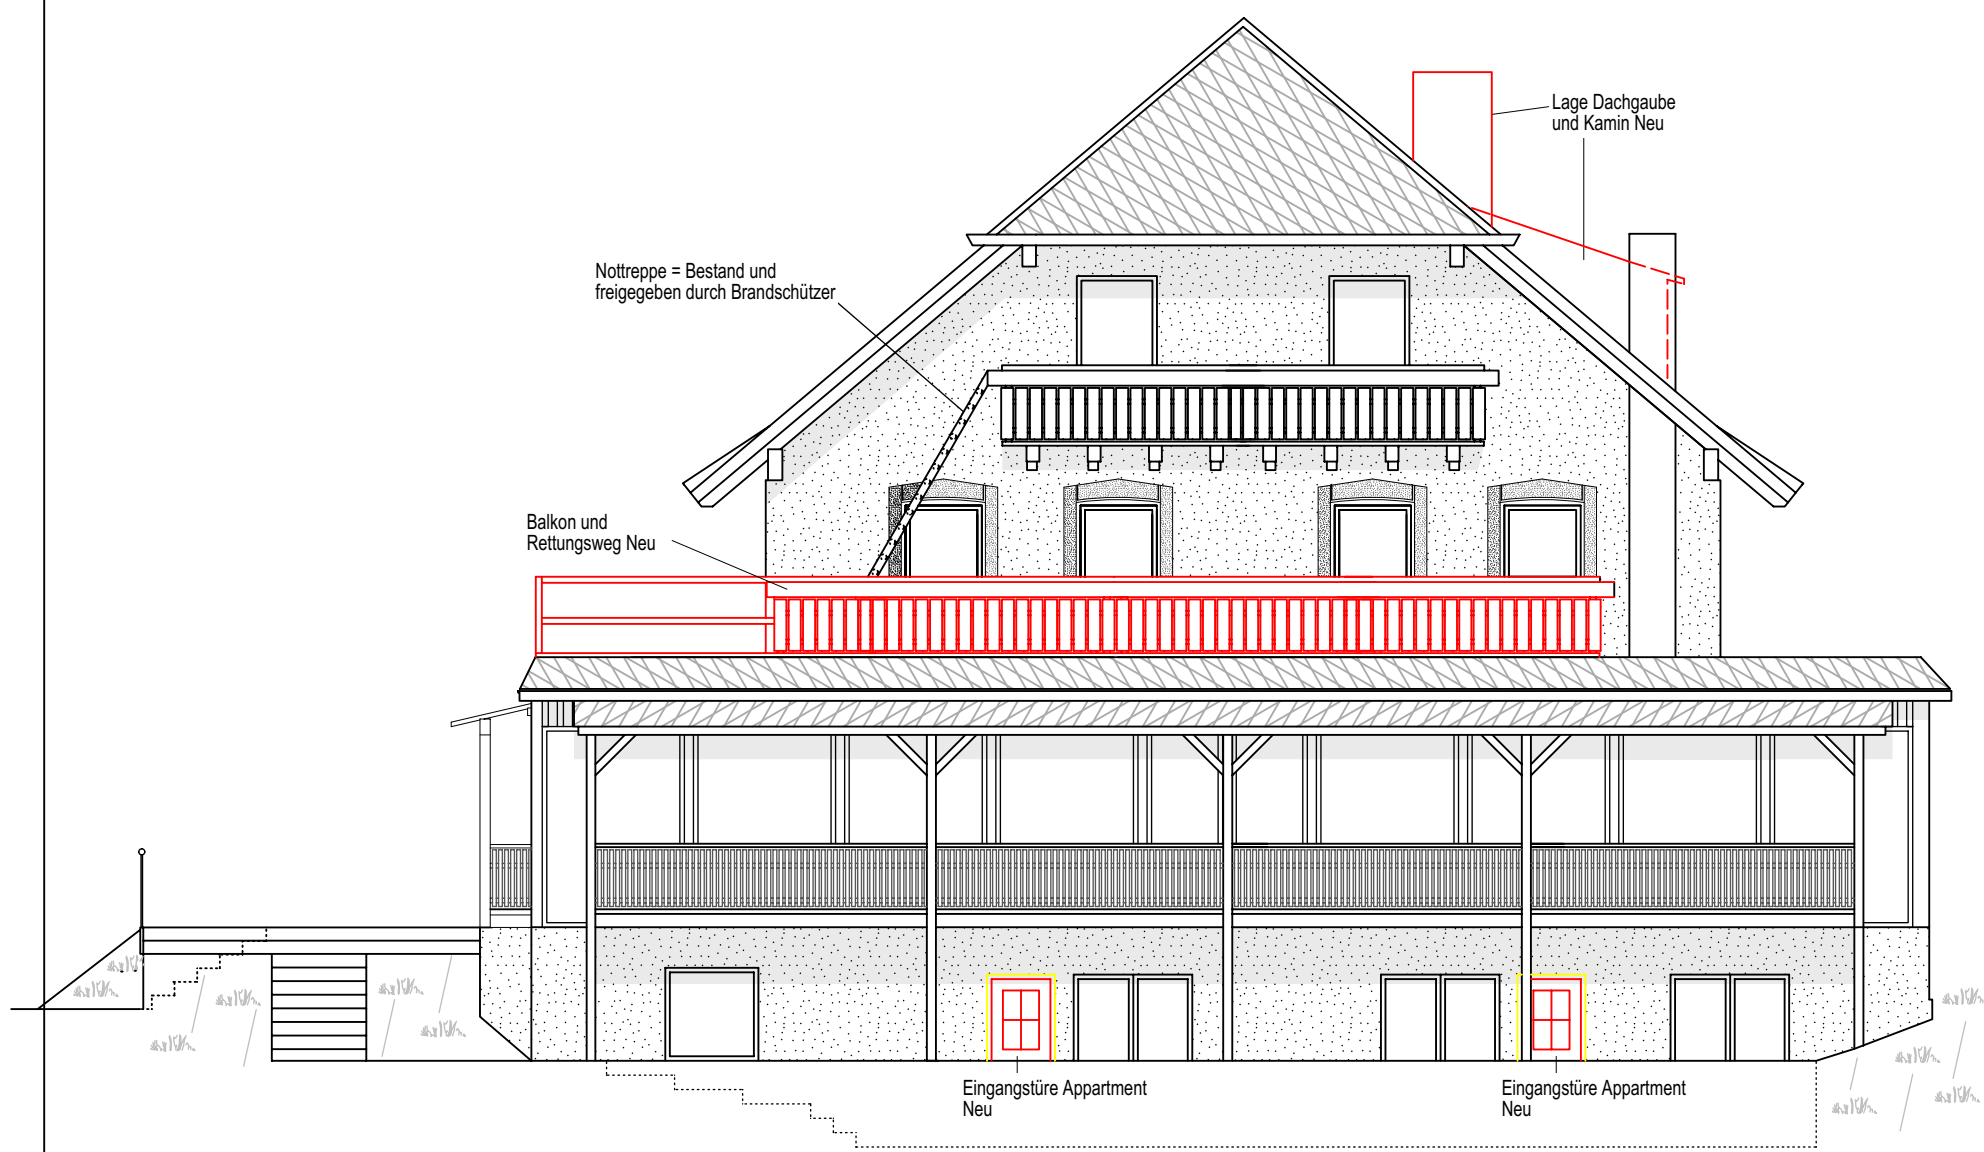 Lage Dachgaube
und Kamin Neu
Nottreppe = Bestand und
freigegeben durch Brandschützer
Balkon und
Rettungsweg Neu
Eingangstüre Appartment
Neu
Eingangstüre Appartment
Neu